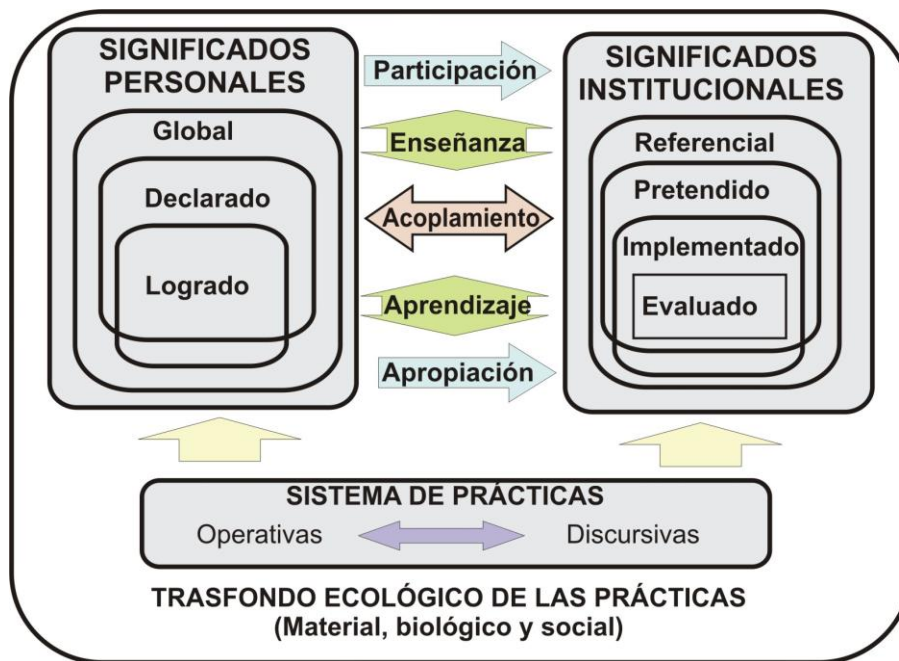 SIGNIFICADOS
PERSONALES
Global
Declarado
Logrado
Participación
Enseñanza
Acoplamiento
Aprendizaje
Apropiación
SIGNIFICADOS
INSTITUCIONALES
Referencial
Pretendido
Implementado
Evaluado
SISTEMA DE PRÁCTICAS
Operativas
Discursivas
TRASFONDO ECOLÓGICO DE LAS PRÁCTICAS
(Material, biológico y social)